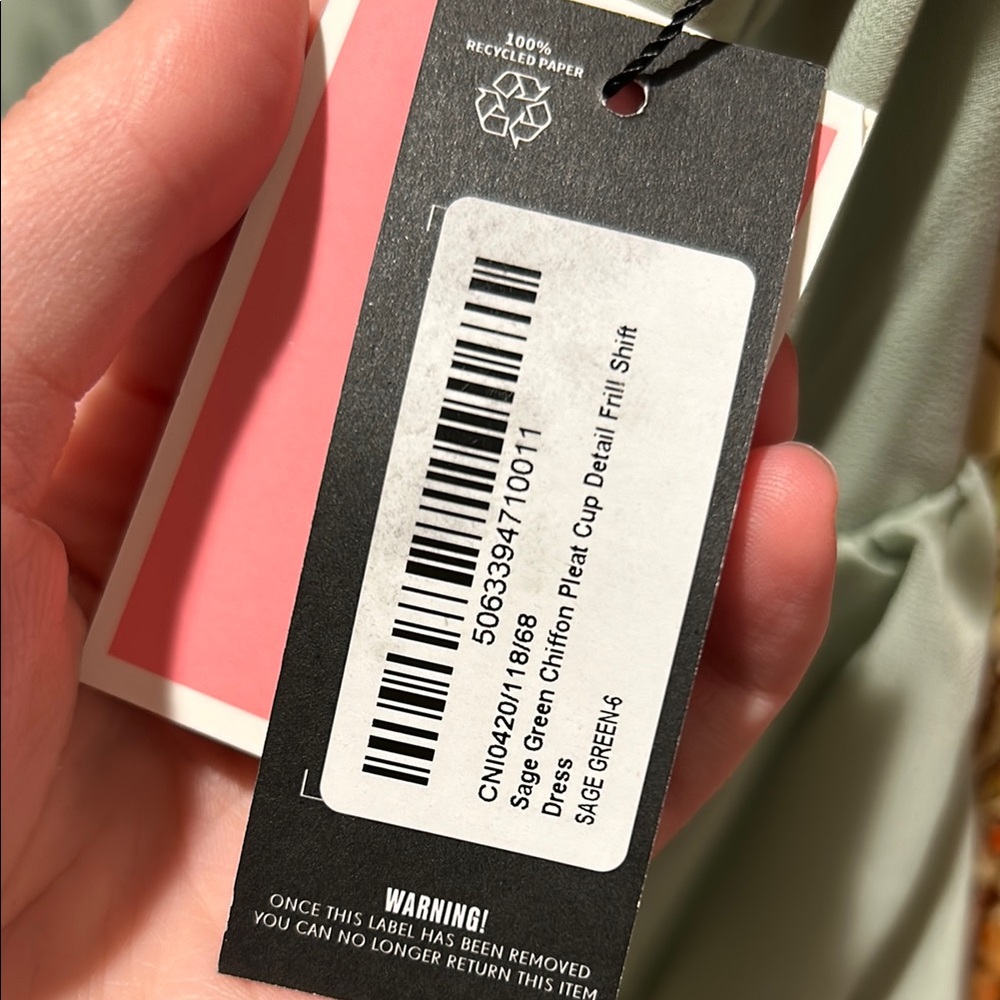 100%
RECYCLED PAPER
5063394710011
CNI0420/118/68
Sage Green Chiffon Pleat Cup Detail Frill Shift
Dress
SAGE GREEN-6
WARNING!
ONCE THIS LABEL HAS BEEN REMOVED
YOU CAN NO LONGER RETURN THIS ITEM